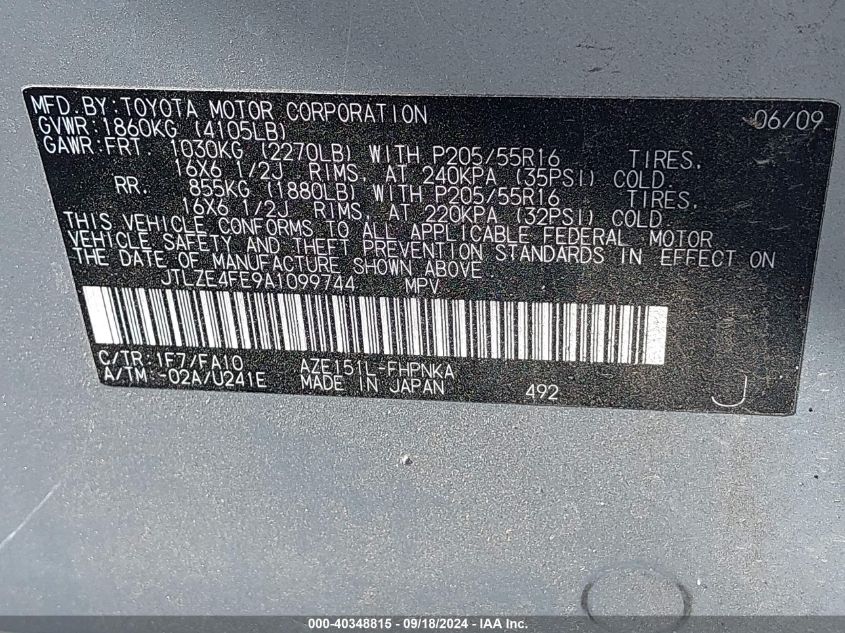 MFD.BY:TOYOTA MOTOR CORPORATION 06/09
GVWR:1860KG (4105LB)
GAWR:FRT. 1030KG (2270LB) WITH P205/55R16 TIRES.
16X6 1/2J RIMS, AT 240KPA (35PSI) COLD.
RR. 855KG (1880LB) WITH P205/55R16 TIRES.
16X6 1/2J RIMS, AT 220KPA (32PSI) COLD
THIS VEHICLE CONFORMS TO ALL APPLICABLE FEDERAL MOTOR
VEHICLE SAFETY AND THEFT PREVENTION STANDARDS IN EFFECT ON
THE DATE OF MANUFACTURE SHOWN ABOVE.
JTLZE4FE9A1099744 MPV
C/TR:1F7/FA10 AZE151L-FHPNKA
A/TM -02A/U241E MADE IN JAPAN 492 J
000-40348815 - 09/18/2024 - IAA Inc.